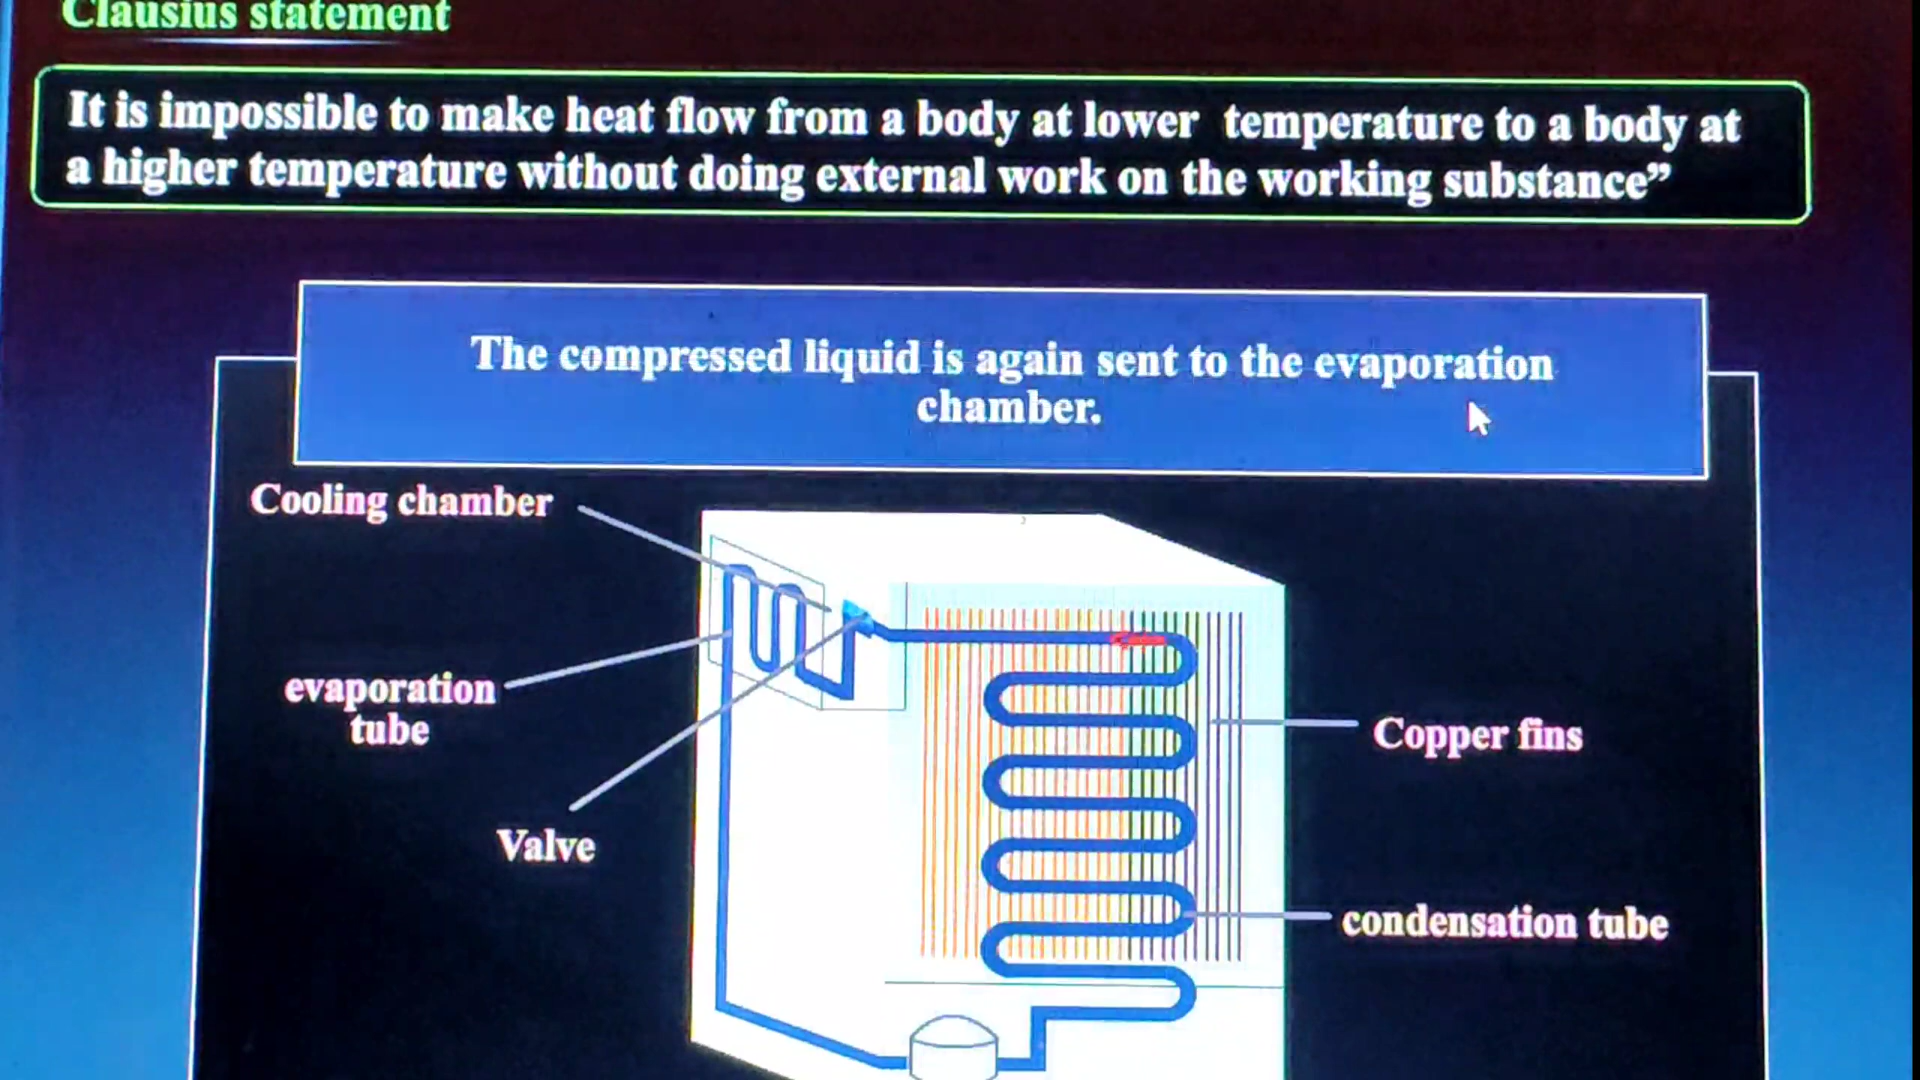 Clausius statement
It is impossible to make heat flow from a body at lower temperature to a body at
a higher temperature without doing external work on the working substance”
The compressed liquid is again sent to the evaporation
chamber.
Cooling chamber
evaporation
tube
Valve
Copper fins
condensation tube